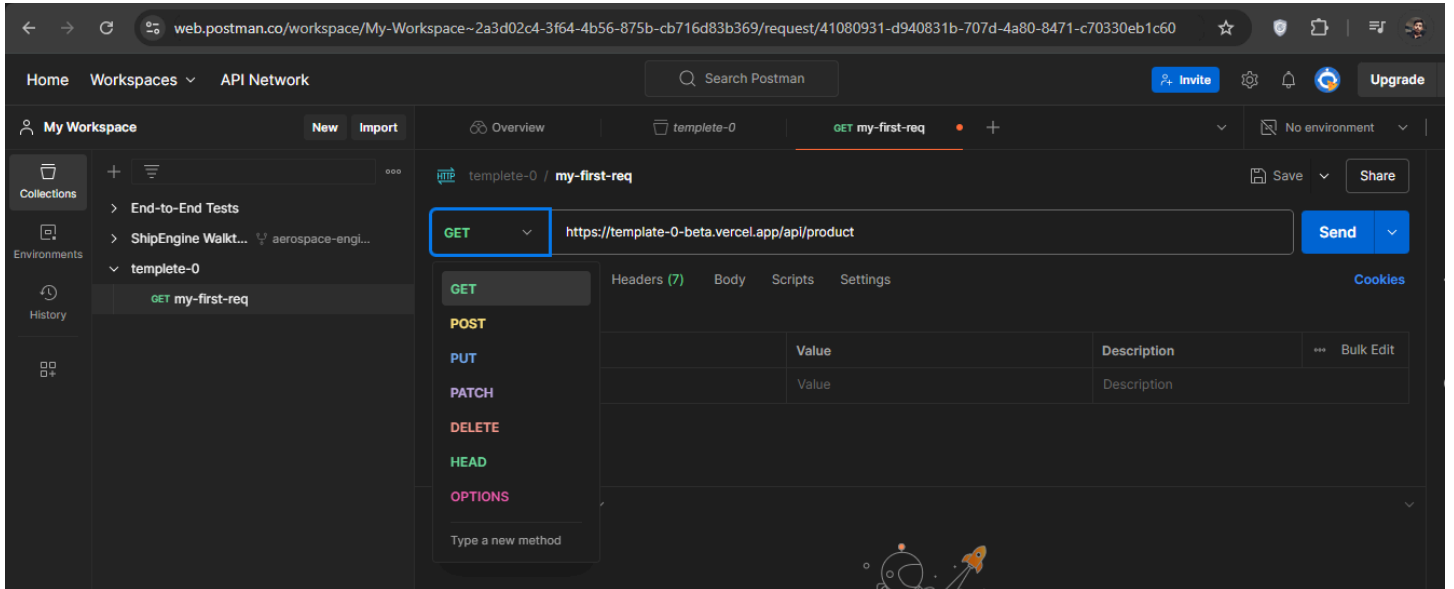 web.postman.co/workspace/My-Workspace~2a3d02c4-3f64-4b56-875b-cb716d83b369/request/41080931-d940831b-707d-4a80-8471-c70330eb1c60
Home Workspaces API Network Search Postman Invite Upgrade
My Workspace New Import Overview templete-0 GET my-first-req No environment
Collections
HTTP templete-0 / my-first-req Save Share
End-to-End Tests
Environments
ShipEngine Walkt... aerospace-engi...
GET https://template-0-beta.vercel.app/api/product Send
templete-0
GET my-first-req
History
Headers (7) Body Scripts Settings Cookies
GET
POST
PUT
PATCH
DELETE
HEAD
OPTIONS
Type a new method
Value Description Bulk Edit
Value Description